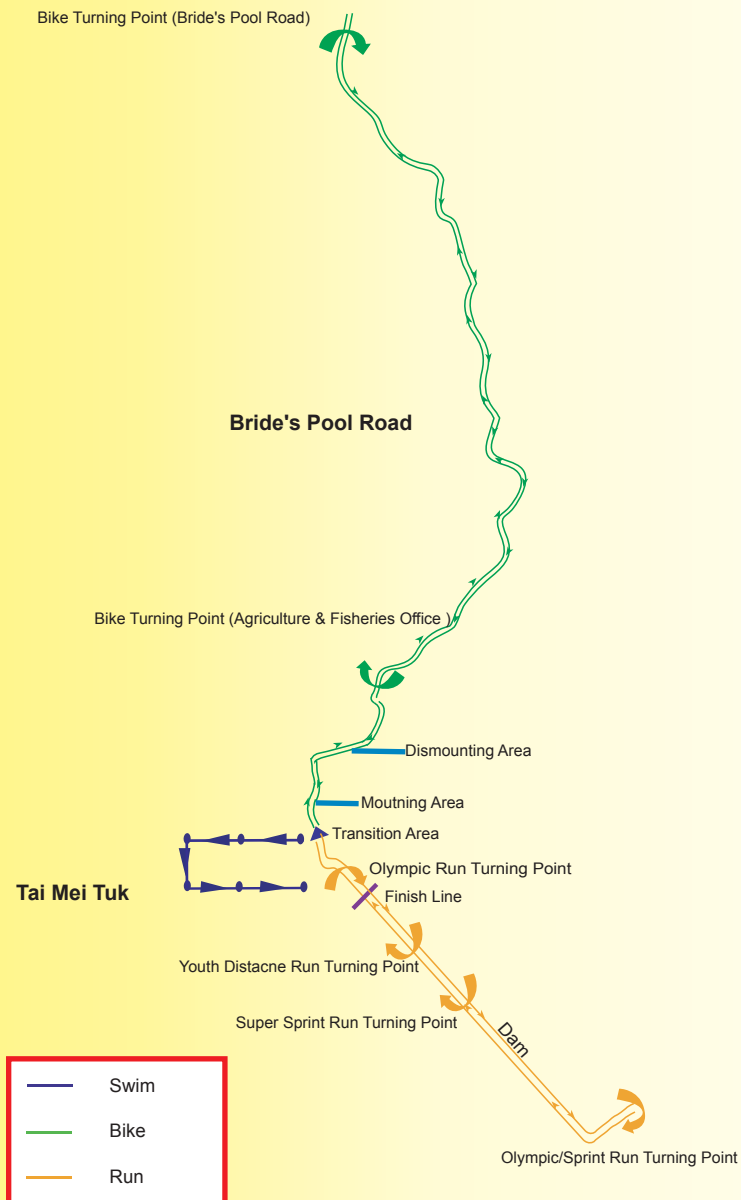 Bike Turning Point (Bride's Pool Road)
Bride's Pool Road
Bike Turning Point (Agriculture & Fisheries Office )
Dismounting Area
Moutning Area
Transition Area
Olympic Run Turning Point
Tai Mei Tuk
Finish Line
Youth Distacne Run Turning Point
Super Sprint Run Turning Point
Dam
Olympic/Sprint Run Turning Point
Swim
Bike
Run